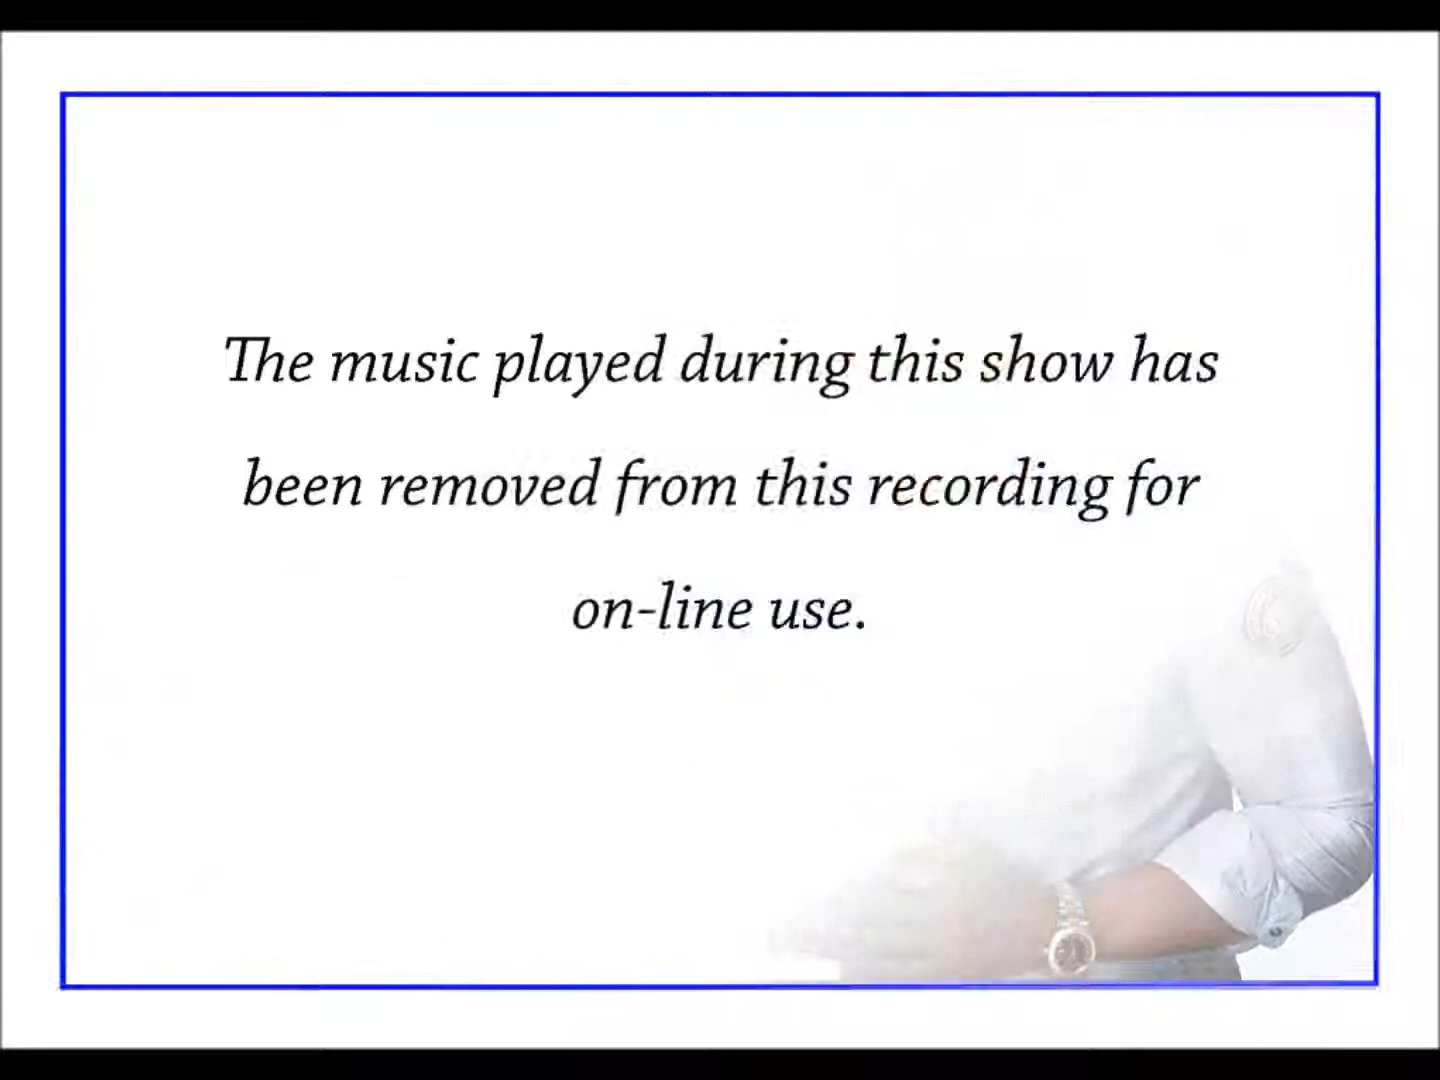 The music played during this show has
been removed from this recording for
on-line use.